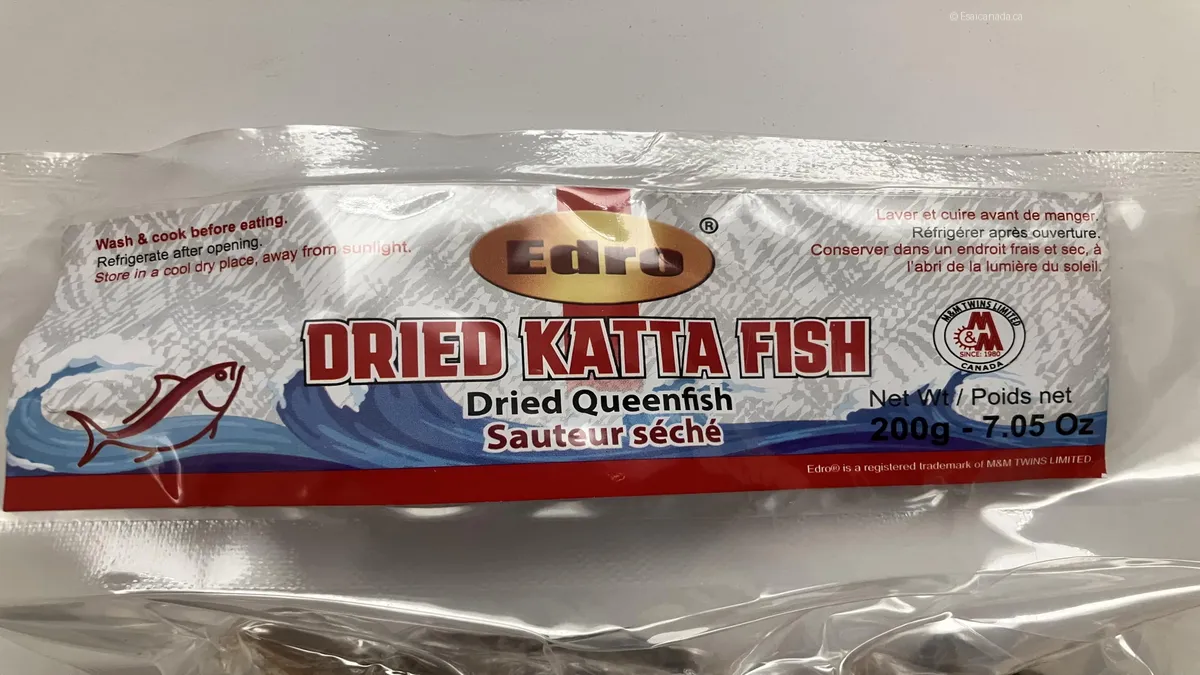 © Esaicanada.ca
Wash & cook before eating.
Refrigerate after opening.
Store in a cool dry place, away from sunlight.
Edro ®
Laver et cuire avant de manger.
Réfrigérer après ouverture.
Conserver dans un endroit frais et sec, à
l'abri de la lumière du soleil.
DRIED KATTA FISH
Dried Queenfish
Sauteur séché
M&M TWINS LIMITED
M&M
SINCE: 1980
CANADA
Net Wt / Poids net
200g - 7.05 Oz
Edro® is a registered trademark of M&M TWINS LIMITED